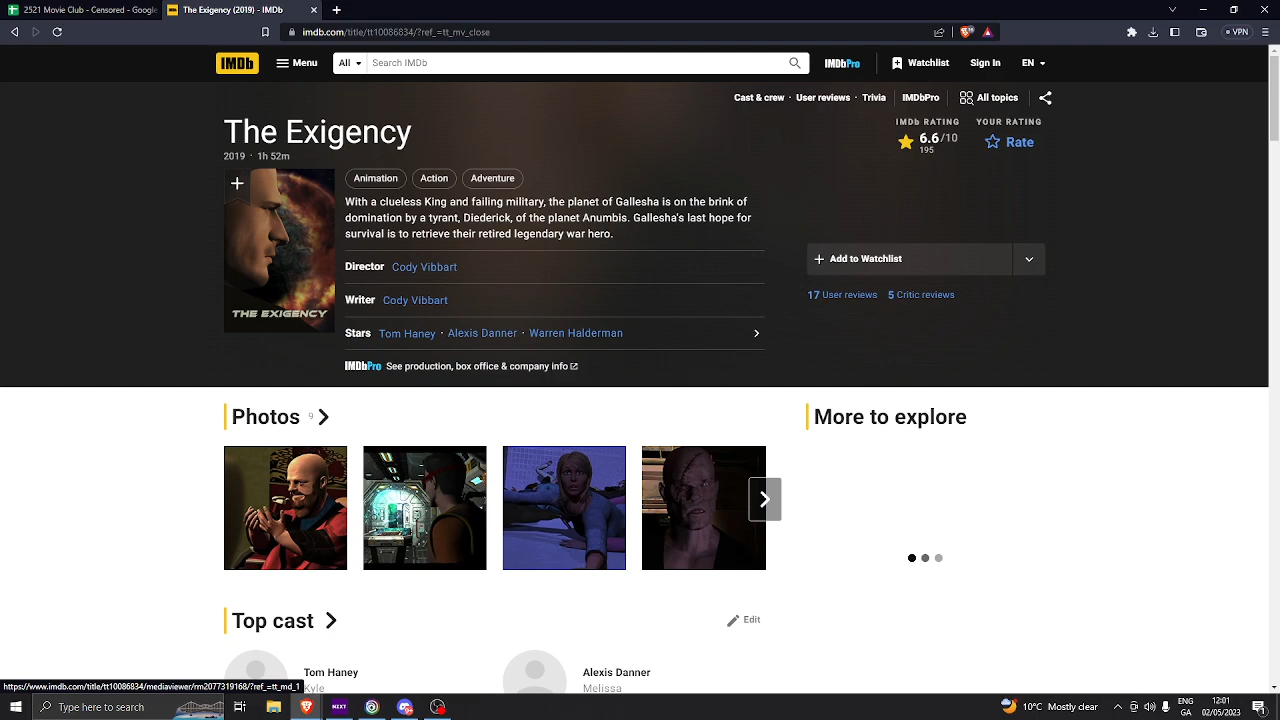 2521 Movie Club - Censored - Google
The Exigency (2019) - IMDb
imdb.com/title/tt10086834/?ref_=tt_mv_close
VPN
IMDb
Menu
All
Search IMDb
IMDbPro
Watchlist
Sign In
EN
Cast & crew · User reviews · Trivia
IMDbPro
All topics
The Exigency
2019 · 1h 52m
IMDb RATING
YOUR RATING
6.6/10
195
Rate
THE EXIGENCY
Animation
Action
Adventure
With a clueless King and failing military, the planet of Gallesha is on the brink of
domination by a tyrant, Diederick, of the planet Anumbis. Gallesha's last hope for
survival is to retrieve their retired legendary war hero.
Director Cody Vibbart
Writer Cody Vibbart
Stars Tom Haney · Alexis Danner · Warren Halderman
IMDbPro See production, box office & company info
Add to Watchlist
17 User reviews 5 Critic reviews
Photos 9
More to explore
Top cast
Edit
Tom Haney
Kyle
Alexis Danner
Melissa
https://www.imdb.com/title/tt10086834/mediaviewer/rm2077319168/?ref_=tt_md_1
Type here to search
NEXT
10°C Mostly clear
ENG
GA
12:01
02/05/2023